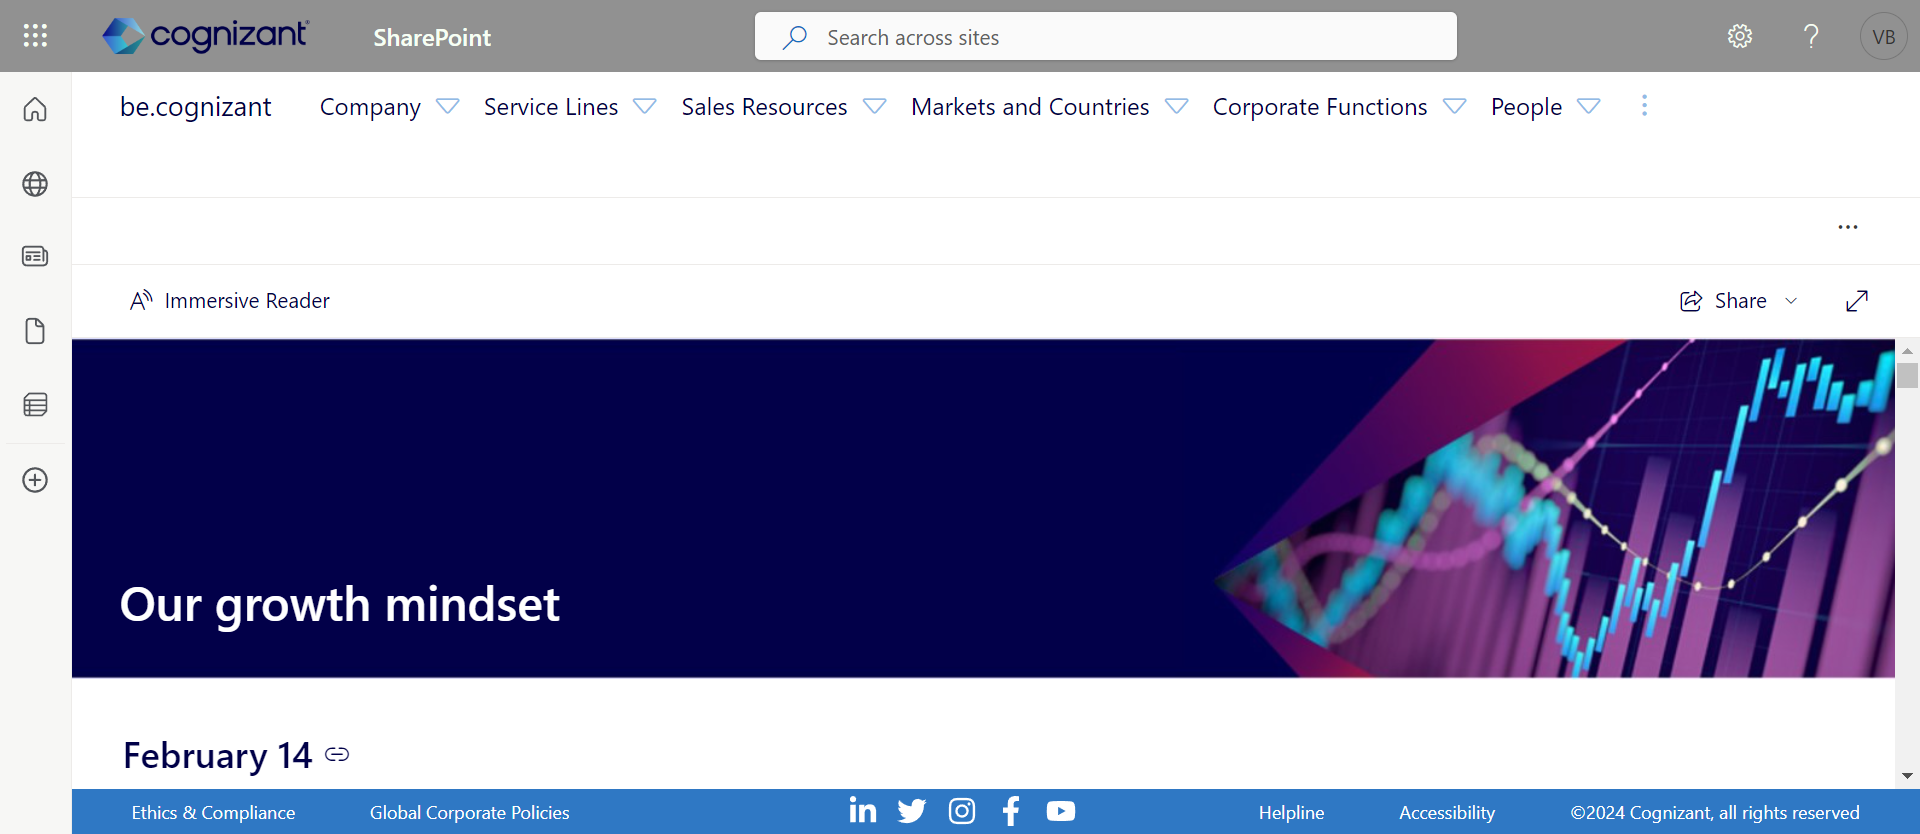 cognizant SharePoint Search across sites VB
be.cognizant Company Service Lines Sales Resources Markets and Countries Corporate Functions People
Immersive Reader Share
Our growth mindset
February 14
Ethics & Compliance Global Corporate Policies Helpline Accessibility ©2024 Cognizant, all rights reserved